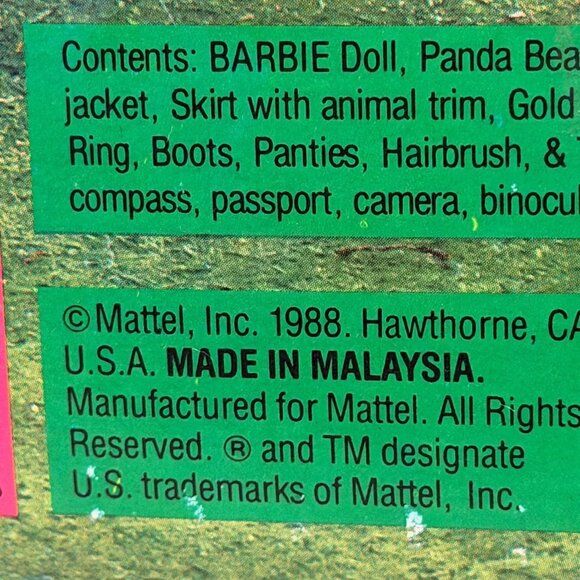 Contents: BARBIE Doll, Panda Bea
jacket, Skirt with animal trim, Gold
Ring, Boots, Panties, Hairbrush, &
compass, passport, camera, binocul
©Mattel, Inc. 1988. Hawthorne, CA
U.S.A. MADE IN MALAYSIA.
Manufactured for Mattel. All Rights
Reserved. ® and TM designate
U.S. trademarks of Mattel, Inc.